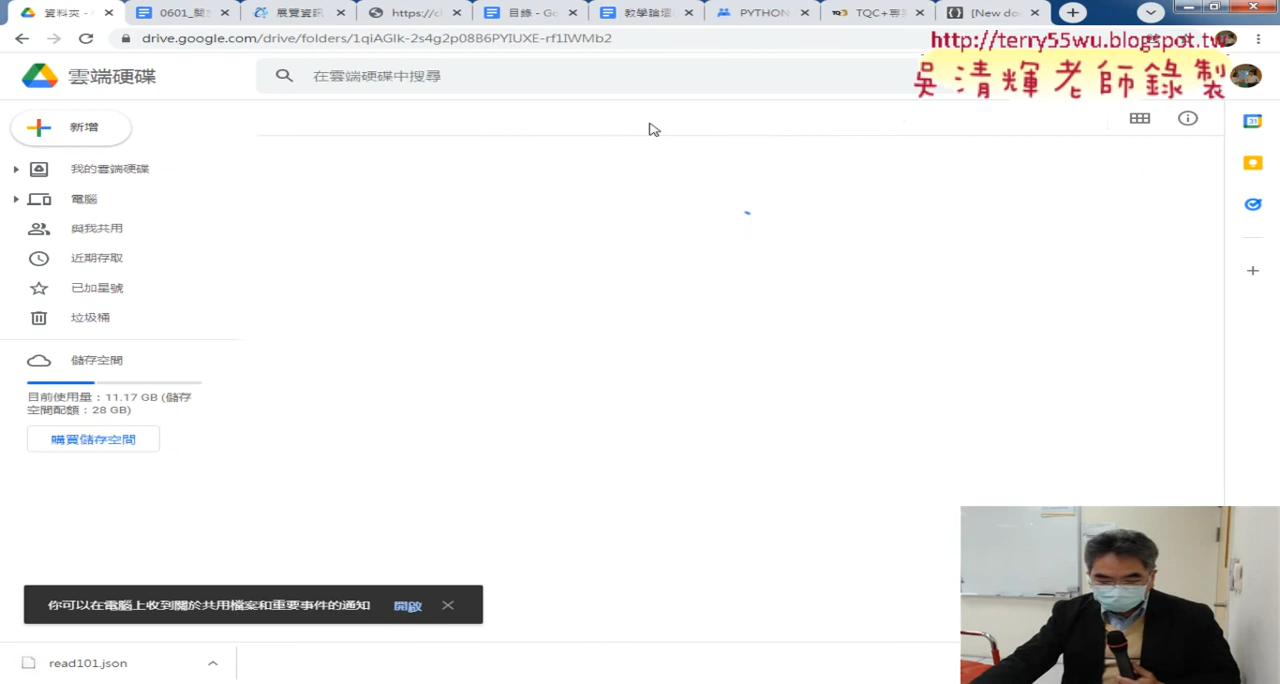 資料夾 -
0601_開
展覽資訊
https://cl
目錄 - Go
教學論壇
PYTHON
TQC+專
[New do
drive.google.com/drive/folders/1qiAGlk-2s4g2p08B6PYIUXE-rf1IWMb2
http://terry55wu.blogspot.tw
吳清輝老師錄製
雲端硬碟
在雲端硬碟中搜尋
新增
我的雲端硬碟
電腦
與我共用
近期存取
已加星號
垃圾桶
儲存空間
目前使用量：11.17 GB (儲存
空間配額：28 GB)
購買儲存空間
31
你可以在電腦上收到關於共用檔案和重要事件的通知
開啟
read101.json